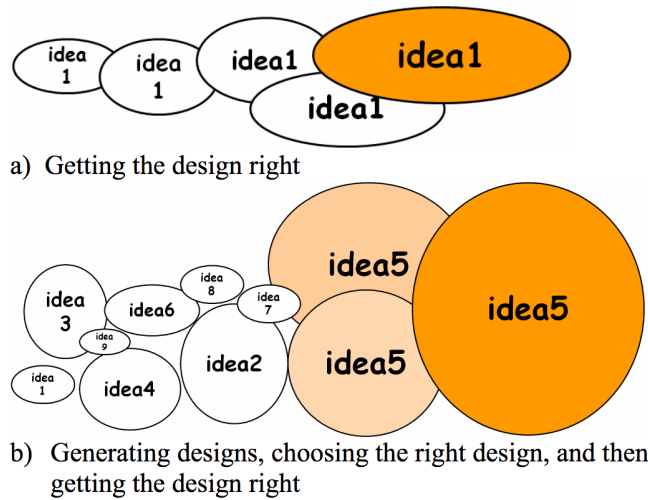 idea
1
idea
1
idea1
idea1
idea1
a) Getting the design right
idea
3
idea6
idea
8
idea
7
idea
9
idea
1
idea4
idea2
idea5
idea5
idea5
b) Generating designs, choosing the right design, and then
getting the design right